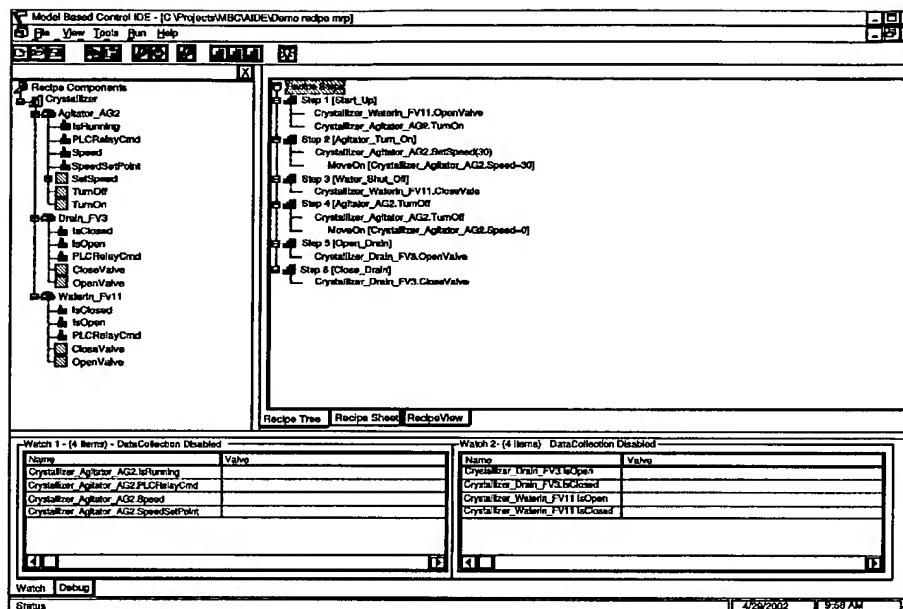 Model Based Control IDE - [C \Projects\MBC\AIDE\Demo recipe mrp]
File View Tools Run Help
X
Recipe Components
Crystallizer
Agitator_AG2
IsRunning
PLCRelayCmd
Speed
SpeedSetPoint
SetSpeed
TurnOff
TurnOn
Drain_FV3
IsClosed
IsOpen
PLCRelayCmd
CloseValve
OpenValve
Waterin_Fv11
IsClosed
IsOpen
PLCRelayCmd
CloseValve
OpenValve
Recipe Steps
Step 1 [Start_Up]
Crystallizer_Waterin_FV11.OpenValve
Crystallizer_Agitator_AG2.TurnOn
Step 2 [Agitator_Turn_On]
Crystallizer_Agitator_AG2.SetSpeed(30)
MoveOn [Crystallizer_Agitator_AG2.Speed=30]
Step 3 [Water_Shut_Off]
Crystallizer_Waterin_FV11.CloseVale
Step 4 [Agitator_AG2.TurnOff
Crystallizer_Agitator_AG2.TurnOff
MoveOn [Crystallizer_Agitator_AG2.Speed=0]
Step 5 [Open_Drain]
Crystallizer_Drain_FV3.OpenValve
Step 6 [Close_Drain]
Crystallizer_Drain_FV3.CloseValve
Recipe Tree Recipe Sheet RecipeView
Watch 1 - (4 Items) - DataCollection Disabled
Name Valve
Crystallizer_Agitator_AG2.IsRunning
Crystallizer_Agitator_AG2.PLCRelayCmd
Crystallizer_Agitator_AG2.Speed
Crystallizer_Agitator_AG2.SpeedSetPoint
Watch 2- (4 Items) DataCollection Disabled
Name Valve
Crystallizer_Drain_FV3.IsOpen
Crystallizer_Drain_FV3.IsClosed
Crystallizer_Waterin_FV11 IsOpen
Crystallizer_Waterin_FV11 IsClosed
Watch Debug
Status 4/29/2002 9:58 AM